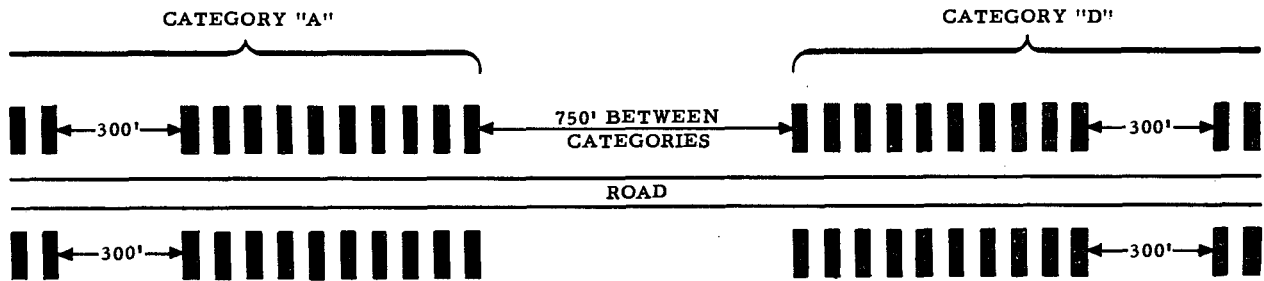 CATEGORY "A"
CATEGORY "D"
300'
750' BETWEEN
CATEGORIES
300'
ROAD
300'
300'